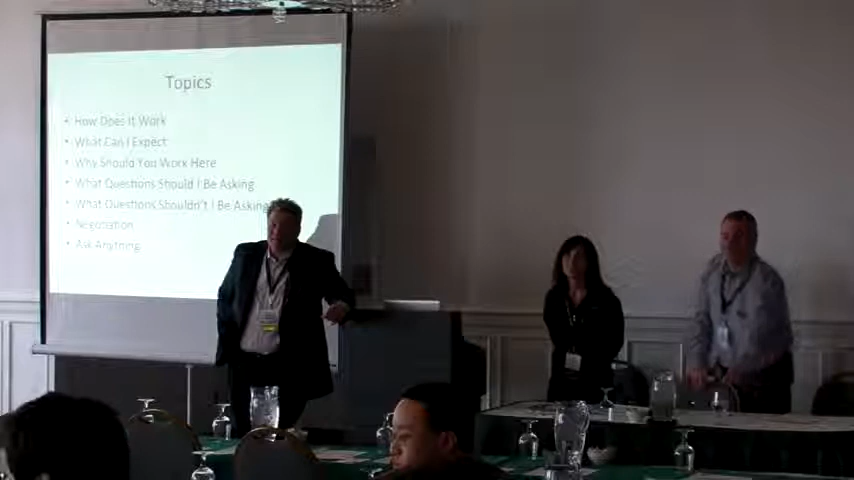 Topics
• How Does It Work
• What Can I Expect
• Why Should You Work Here
• What Questions Should I Be Asking
• What Questions Shouldn't I Be Asking
• Negotiation
• Ask Anything